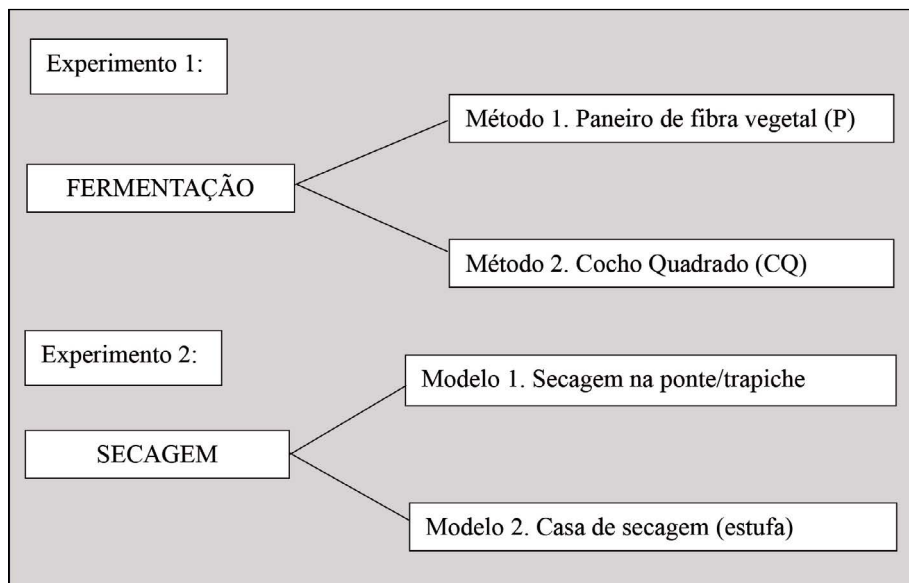 Experimento 1:
Método 1. Paneiro de fibra vegetal (P)
FERMENTAÇÃO
Método 2. Cocho Quadrado (CQ)
Experimento 2:
Modelo 1. Secagem na ponte/trapiche
SECAGEM
Modelo 2. Casa de secagem (estufa)